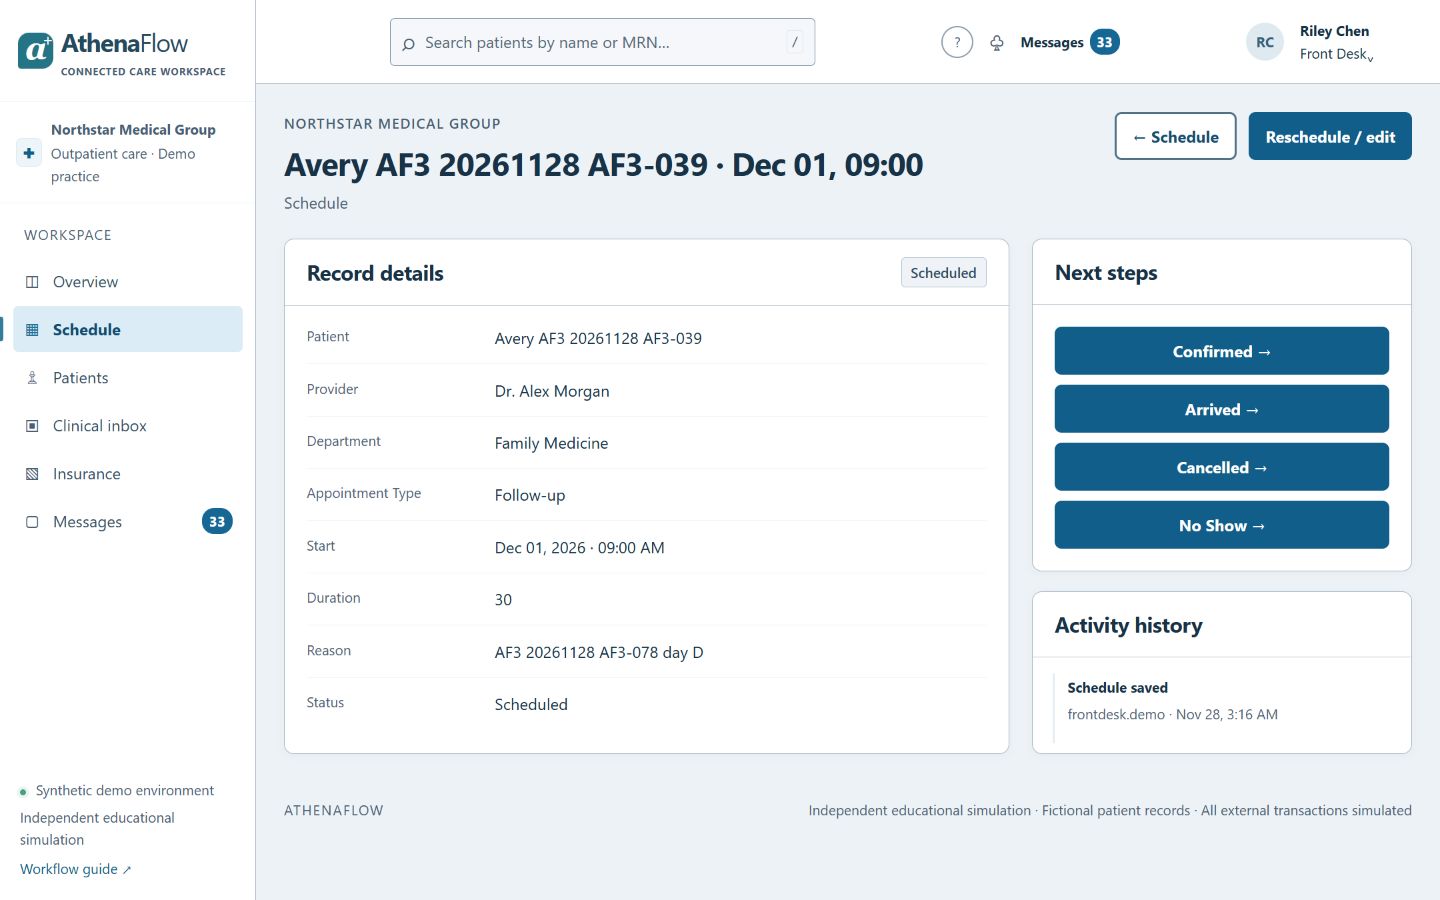 AthenaFlow
CONNECTED CARE WORKSPACE
Search patients by name or MRN...
/
?
Messages 33
RC
Riley Chen
Front Desk
Northstar Medical Group
Outpatient care · Demo
practice
WORKSPACE
Overview
Schedule
Patients
Clinical inbox
Insurance
Messages 33
Synthetic demo environment
Independent educational
simulation
Workflow guide ↗
NORTHSTAR MEDICAL GROUP
Avery AF3 20261128 AF3-039 · Dec 01, 09:00
Schedule
← Schedule
Reschedule / edit
Record details
Scheduled
Patient Avery AF3 20261128 AF3-039
Provider Dr. Alex Morgan
Department Family Medicine
Appointment Type Follow-up
Start Dec 01, 2026 · 09:00 AM
Duration 30
Reason AF3 20261128 AF3-078 day D
Status Scheduled
Next steps
Confirmed →
Arrived →
Cancelled →
No Show →
Activity history
Schedule saved
frontdesk.demo · Nov 28, 3:16 AM
ATHENAFLOW
Independent educational simulation · Fictional patient records · All external transactions simulated